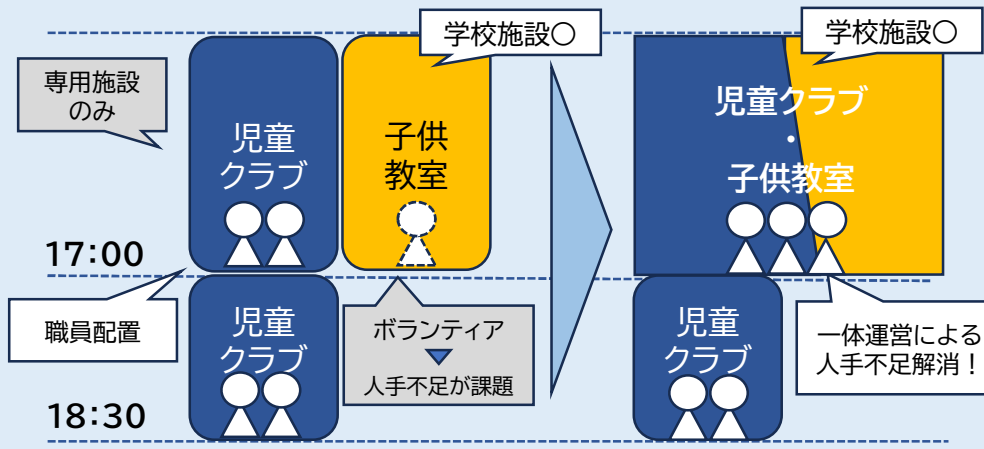 専用施設
のみ
児童
クラブ
子供
教室
学校施設〇
17:00
職員配置
児童
クラブ
ボランティア
人手不足が課題
18:30
学校施設〇
児童クラブ
・
子供教室
児童
クラブ
一体運営による
人手不足解消！